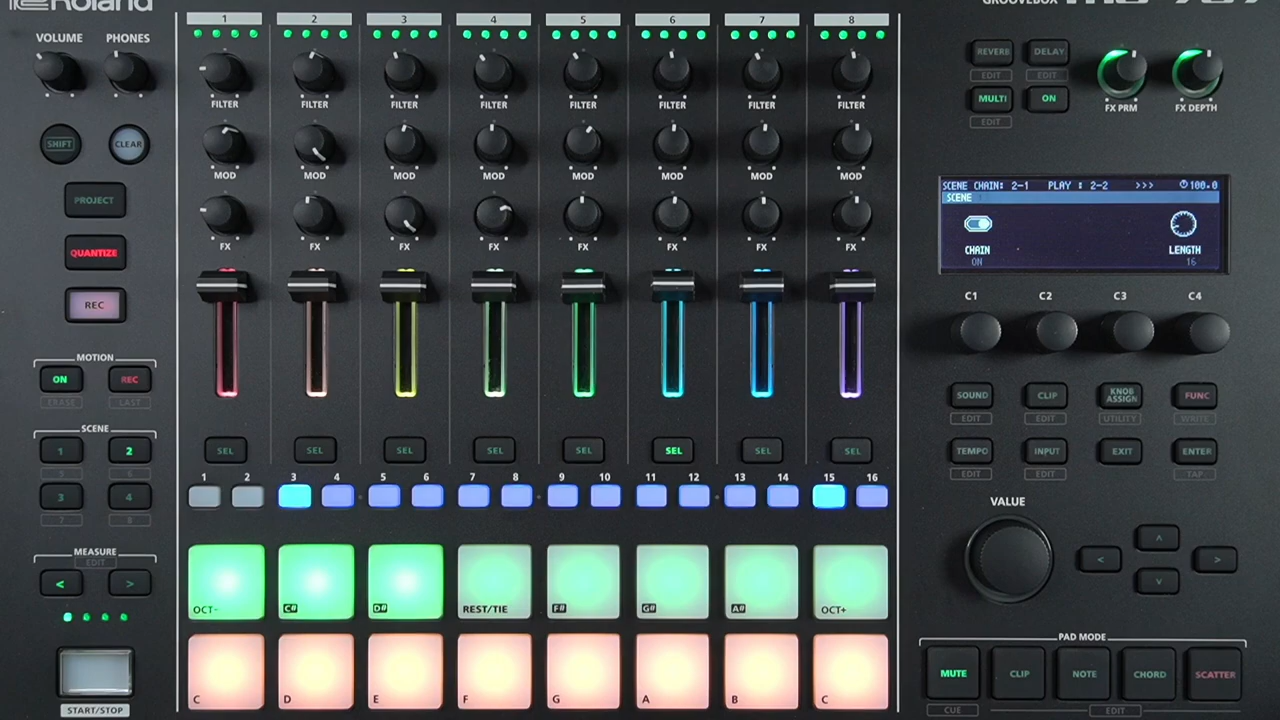 Roland
GROOVEBOX
VOLUME PHONES
SHIFT CLEAR
PROJECT
QUANTIZE
REC
MOTION
ON REC
ERASE LAST
SCENE
1 2
5 6
3 4
7 8
MEASURE
EDIT
< >
START/STOP
1 2 3 4 5 6 7 8
FILTER FILTER FILTER FILTER FILTER FILTER FILTER FILTER
MOD MOD MOD MOD MOD MOD MOD MOD
FX FX FX FX FX FX FX FX
SEL SEL SEL SEL SEL SEL SEL SEL
1 2 3 4 5 6 7 8 9 10 11 12 13 14 15 16
OCT- C# D# REST/TIE F# G# A# OCT+
C D E F G A B C
REVERB DELAY
EDIT EDIT
MULTI ON
EDIT
FX PRM FX DEPTH
SCENE CHAIN: 2-1 PLAY : 2-2 >>> 100.0
SCENE
CHAIN LENGTH
ON 16
C1 C2 C3 C4
SOUND CLIP KNOB ASSIGN FUNC
EDIT EDIT UTILITY WRITE
TEMPO INPUT EXIT ENTER
EDIT EDIT TAP
VALUE
PAD MODE
MUTE CLIP NOTE CHORD SCATTER
CUE EDIT